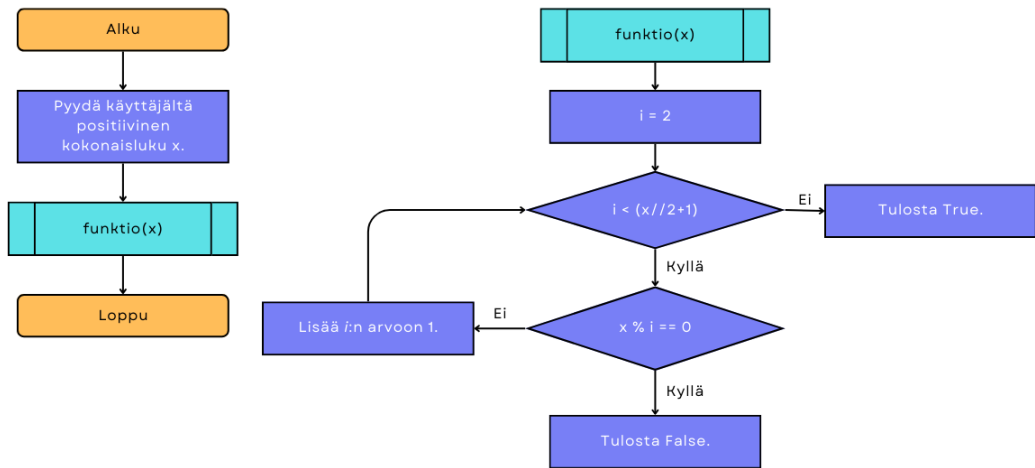 Alku
Pyydä käyttäjältä
positiivinen
kokonaisluku x.
funktio(x)
Loppu
funktio(x)
i = 2
i < (x//2+1)
Ei
Tulosta True.
Kyllä
x % i == 0
Ei
Lisää i:n arvoon 1.
Kyllä
Tulosta False.